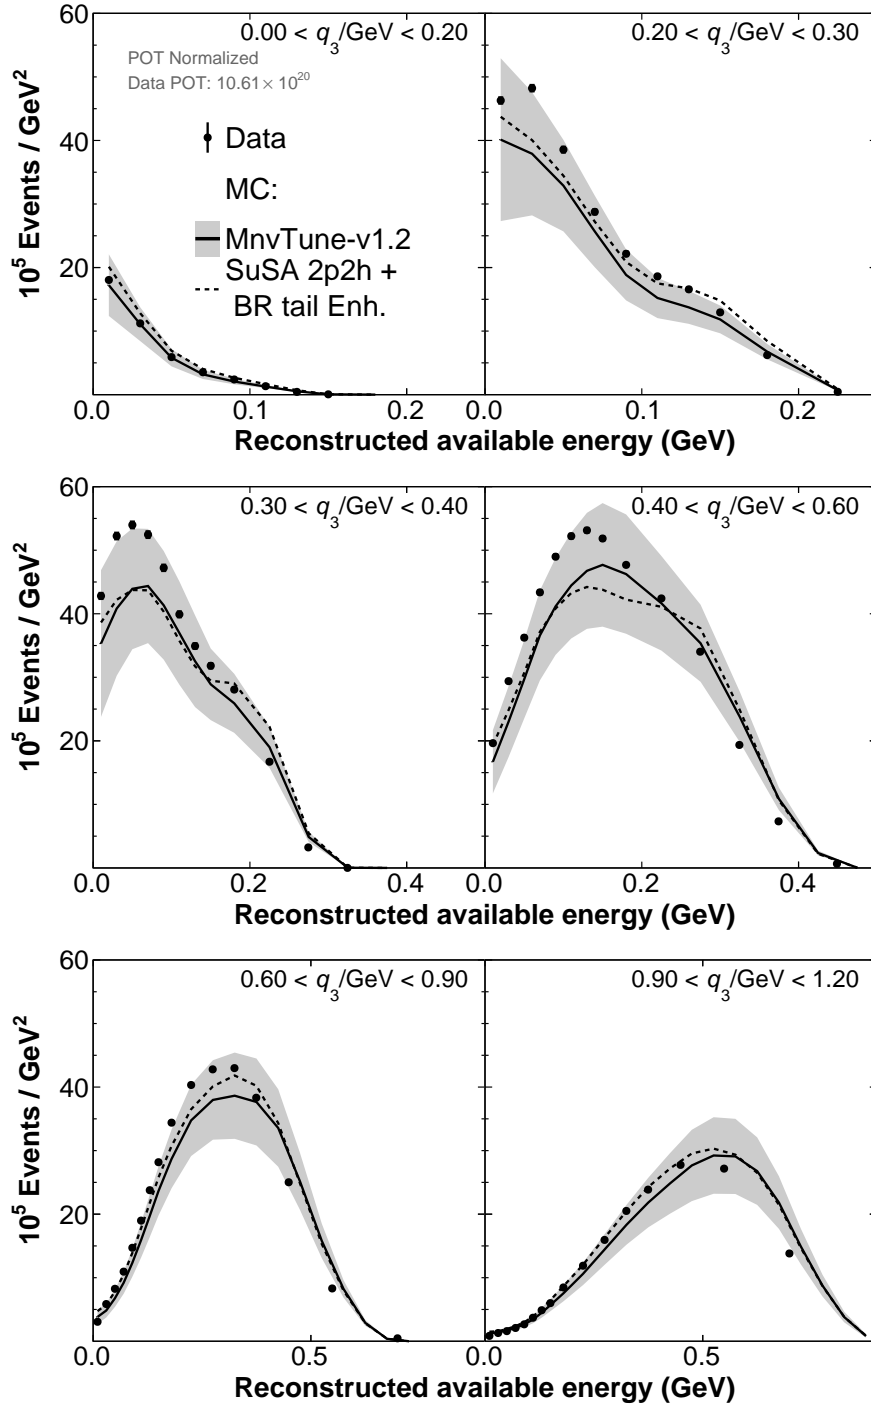 0.00 < q3/GeV < 0.20
0.20 < q3/GeV < 0.30
POT Normalized
Data POT: 10.61 × 10^20
Data
MC:
MnvTune-v1.2
SuSA 2p2h +
BR tail Enh.
10^5 Events / GeV^2
60
40
20
0.0 0.1 0.2
0.0 0.1 0.2
Reconstructed available energy (GeV)
0.30 < q3/GeV < 0.40
0.40 < q3/GeV < 0.60
10^5 Events / GeV^2
60
40
20
0.0 0.2 0.4
0.0 0.2 0.4
Reconstructed available energy (GeV)
0.60 < q3/GeV < 0.90
0.90 < q3/GeV < 1.20
10^5 Events / GeV^2
60
40
20
0.0 0.5
0.0 0.5
Reconstructed available energy (GeV)